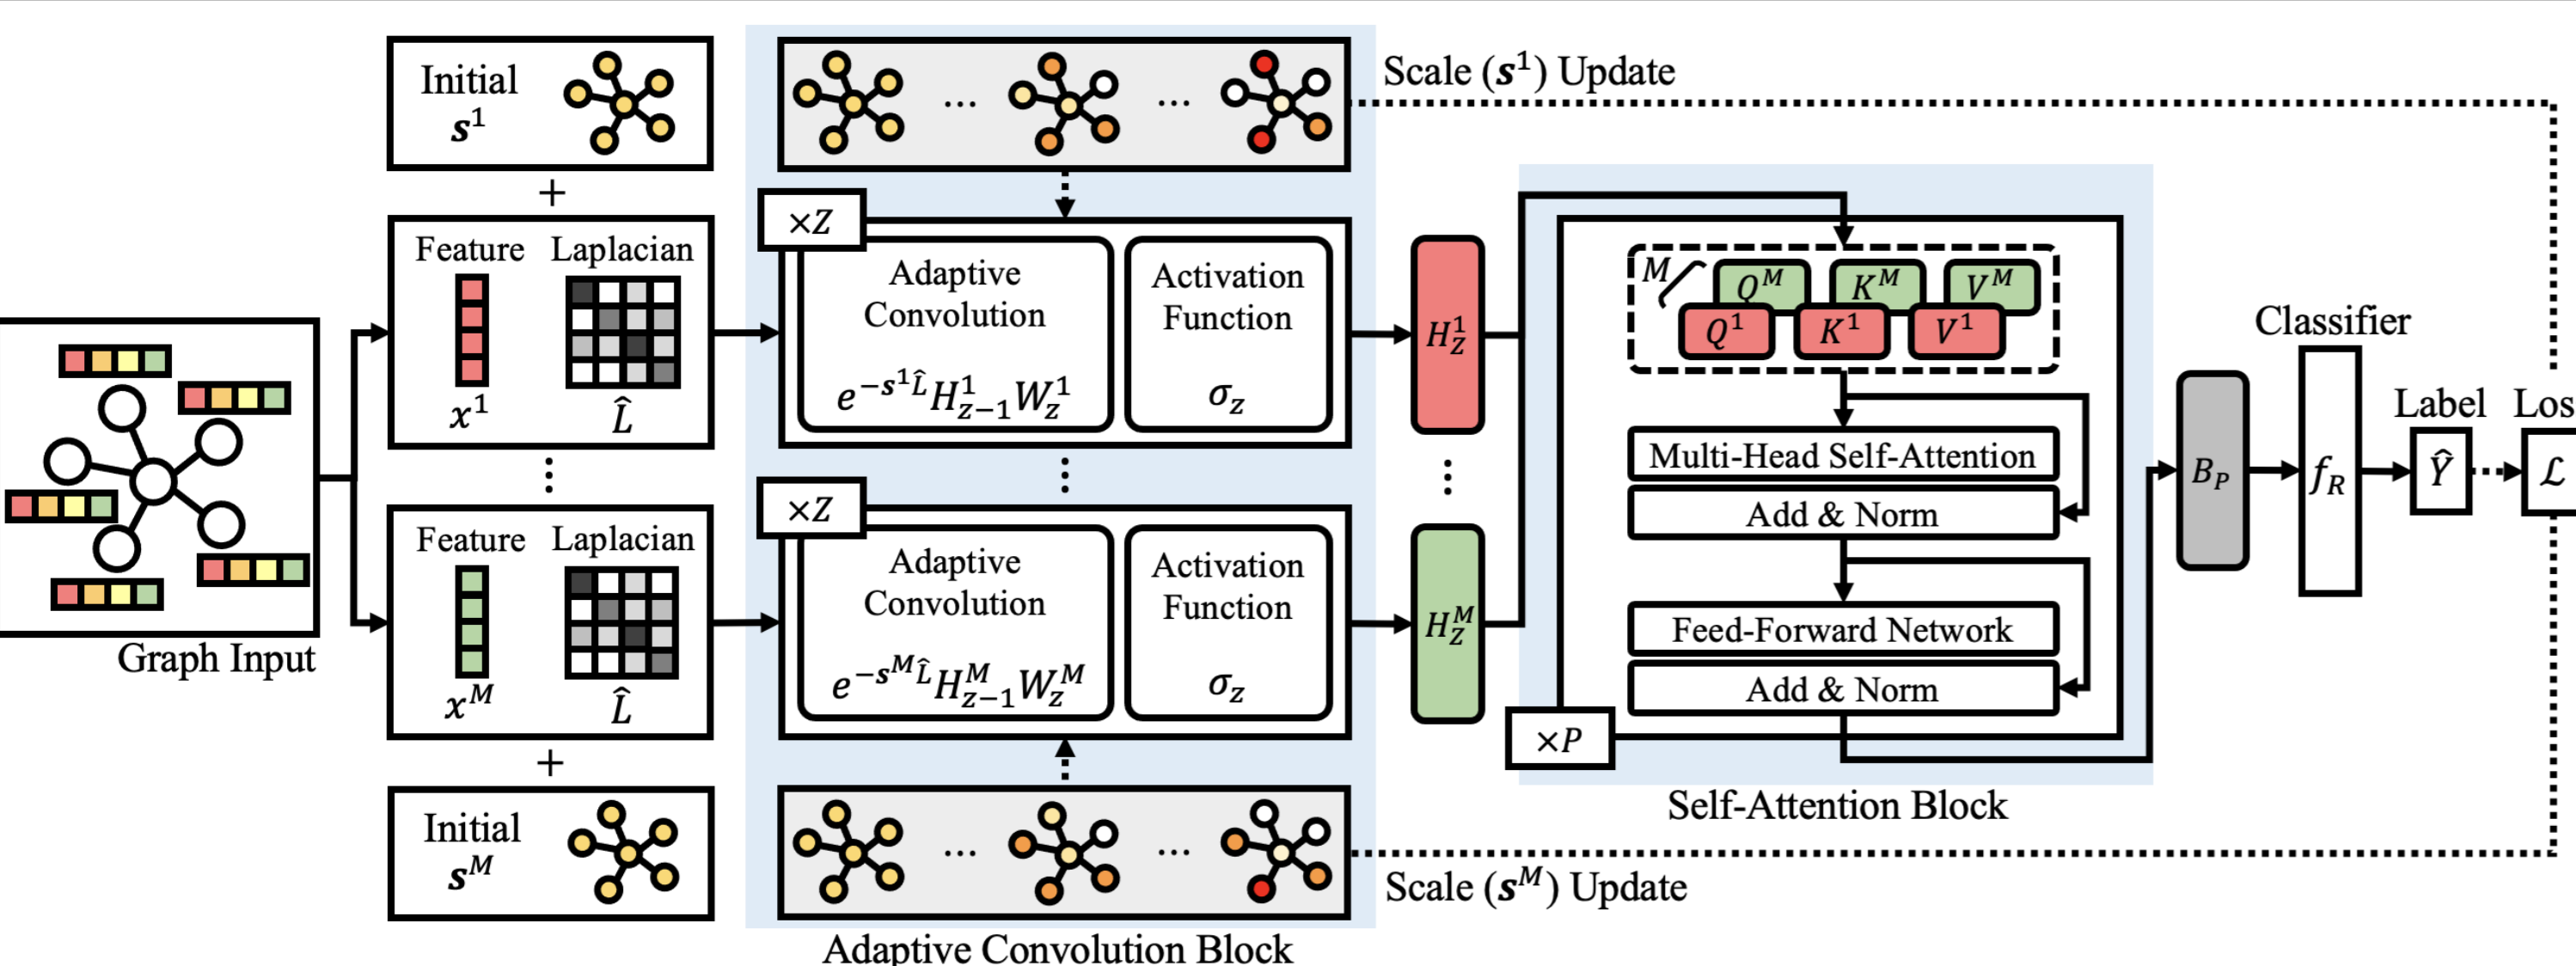 Initial
s¹
Scale (s¹) Update
+
×Z
Feature
Laplacian
x¹
L̂
Adaptive
Convolution
e^{-s¹L̂}H¹_{z−1}W¹_z
Activation
Function
σ_z
H¹_Z
M
Q^M
K^M
V^M
Q¹
K¹
V¹
Classifier
Label
Los
Multi-Head Self-Attention
Add & Norm
B_P
f_R
Ŷ
ℒ
Graph Input
×Z
Feature
Laplacian
x^M
L̂
Adaptive
Convolution
e^{-s^M L̂}H^M_{z−1}W^M_z
Activation
Function
σ_z
H^M_Z
Feed-Forward Network
Add & Norm
×P
+
Self-Attention Block
Initial
s^M
Scale (s^M) Update
Adaptive Convolution Block